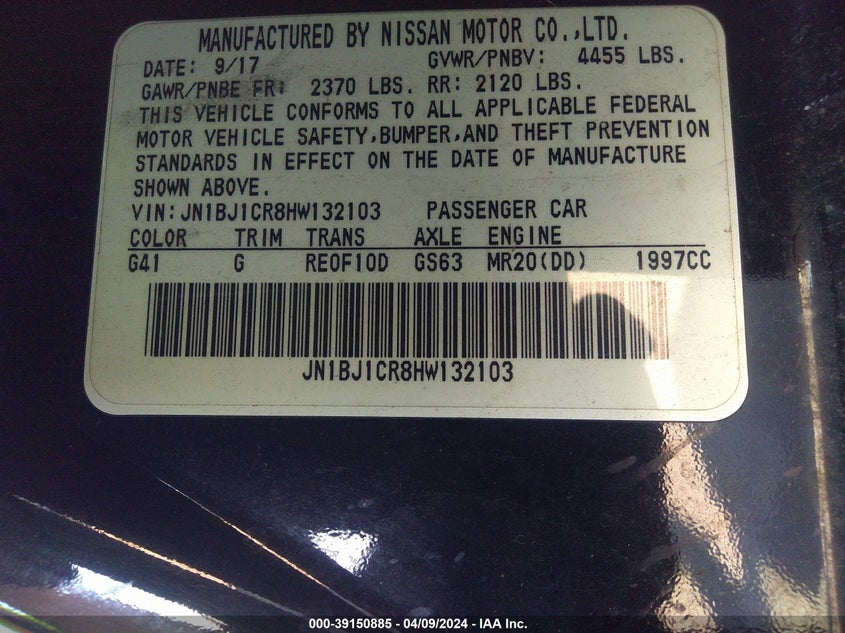 MANUFACTURED BY NISSAN MOTOR CO.,LTD.
DATE: 9/17 GVWR/PNBV: 4455 LBS.
GAWR/PNBE FR: 2370 LBS. RR: 2120 LBS.
THIS VEHICLE CONFORMS TO ALL APPLICABLE FEDERAL
MOTOR VEHICLE SAFETY,BUMPER,AND THEFT PREVENTION
STANDARDS IN EFFECT ON THE DATE OF MANUFACTURE
SHOWN ABOVE.
VIN:JN1BJ1CR8HW132103 PASSENGER CAR
COLOR TRIM TRANS AXLE ENGINE
G41 G RE0F10D GS63 MR20(DD) 1997CC
JN1BJ1CR8HW132103
000-39150885 - 04/09/2024 - IAA Inc.